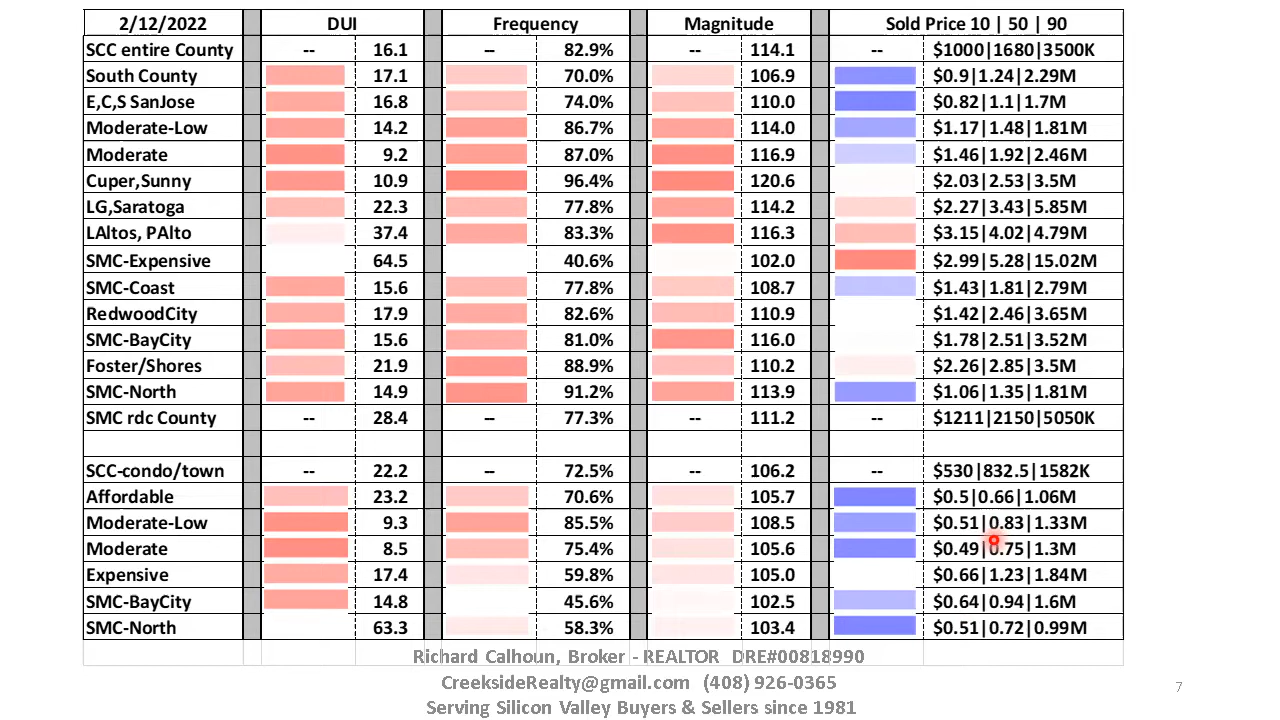 2/12/2022 DUI Frequency Magnitude Sold Price 10 | 50 | 90
SCC entire County -- 16.1 -- 82.9% -- 114.1 -- $1000|1680|3500K
South County 17.1 70.0% 106.9 $0.9|1.24|2.29M
E,C,S SanJose 16.8 74.0% 110.0 $0.82|1.1|1.7M
Moderate-Low 14.2 86.7% 114.0 $1.17|1.48|1.81M
Moderate 9.2 87.0% 116.9 $1.46|1.92|2.46M
Cuper,Sunny 10.9 96.4% 120.6 $2.03|2.53|3.5M
LG,Saratoga 22.3 77.8% 114.2 $2.27|3.43|5.85M
LAltos, PAlto 37.4 83.3% 116.3 $3.15|4.02|4.79M
SMC-Expensive 64.5 40.6% 102.0 $2.99|5.28|15.02M
SMC-Coast 15.6 77.8% 108.7 $1.43|1.81|2.79M
RedwoodCity 17.9 82.6% 110.9 $1.42|2.46|3.65M
SMC-BayCity 15.6 81.0% 116.0 $1.78|2.51|3.52M
Foster/Shores 21.9 88.9% 110.2 $2.26|2.85|3.5M
SMC-North 14.9 91.2% 113.9 $1.06|1.35|1.81M
SMC rdc County -- 28.4 -- 77.3% -- 111.2 -- $1211|2150|5050K
SCC-condo/town -- 22.2 -- 72.5% -- 106.2 -- $530|832.5|1582K
Affordable 23.2 70.6% 105.7 $0.5|0.66|1.06M
Moderate-Low 9.3 85.5% 108.5 $0.51|0.83|1.33M
Moderate 8.5 75.4% 105.6 $0.49|0.75|1.3M
Expensive 17.4 59.8% 105.0 $0.66|1.23|1.84M
SMC-BayCity 14.8 45.6% 102.5 $0.64|0.94|1.6M
SMC-North 63.3 58.3% 103.4 $0.51|0.72|0.99M
Richard Calhoun, Broker - REALTOR DRE#00818990
CreeksideRealty@gmail.com (408) 926-0365
Serving Silicon Valley Buyers & Sellers since 1981
7